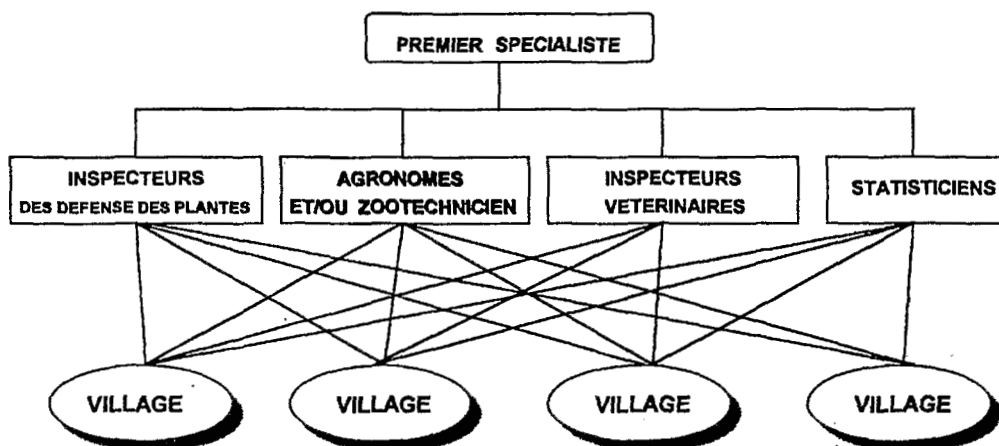 PREMIER SPECIALISTE
INSPECTEURS
DES DEFENSE DES PLANTES
AGRONOMES
ET/OU ZOOTECHNICIEN
INSPECTEURS
VETERINAIRES
STATISTICIENS
VILLAGE
VILLAGE
VILLAGE
VILLAGE